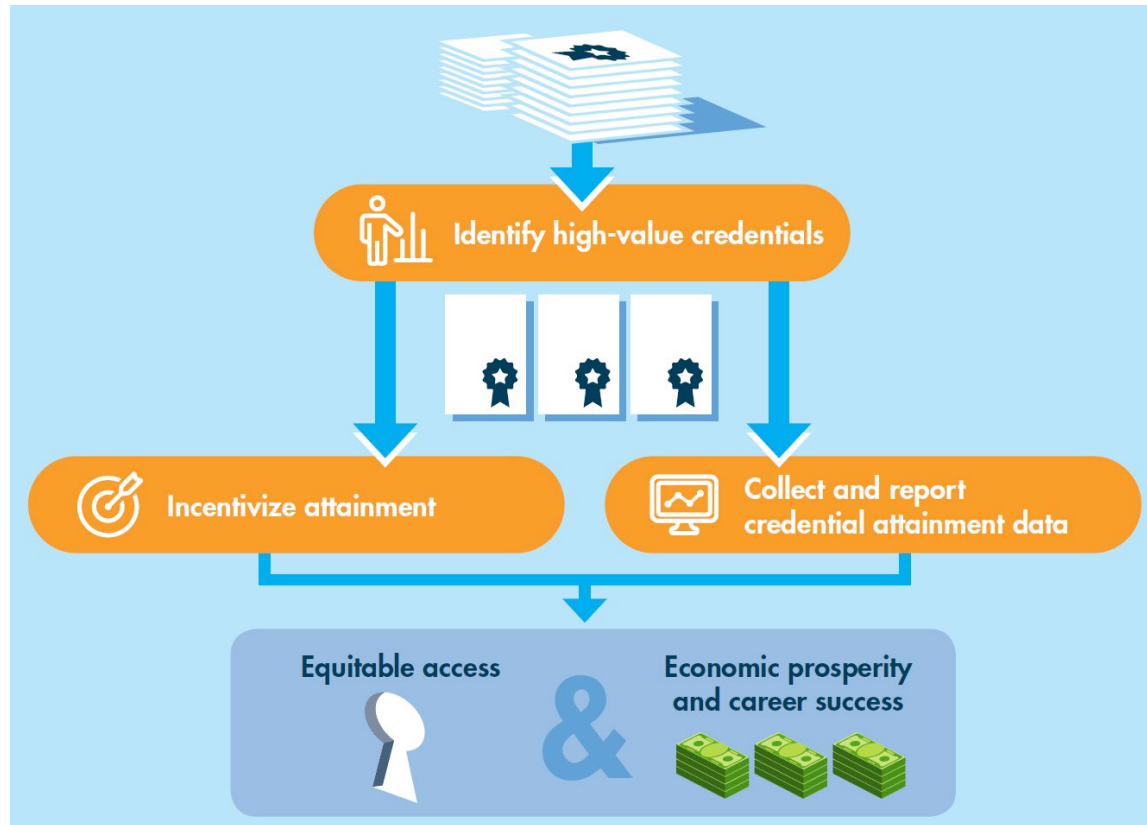 Identify high-value credentials
Incentivize attainment
Collect and report
credential attainment data
Equitable access
&
Economic prosperity
and career success